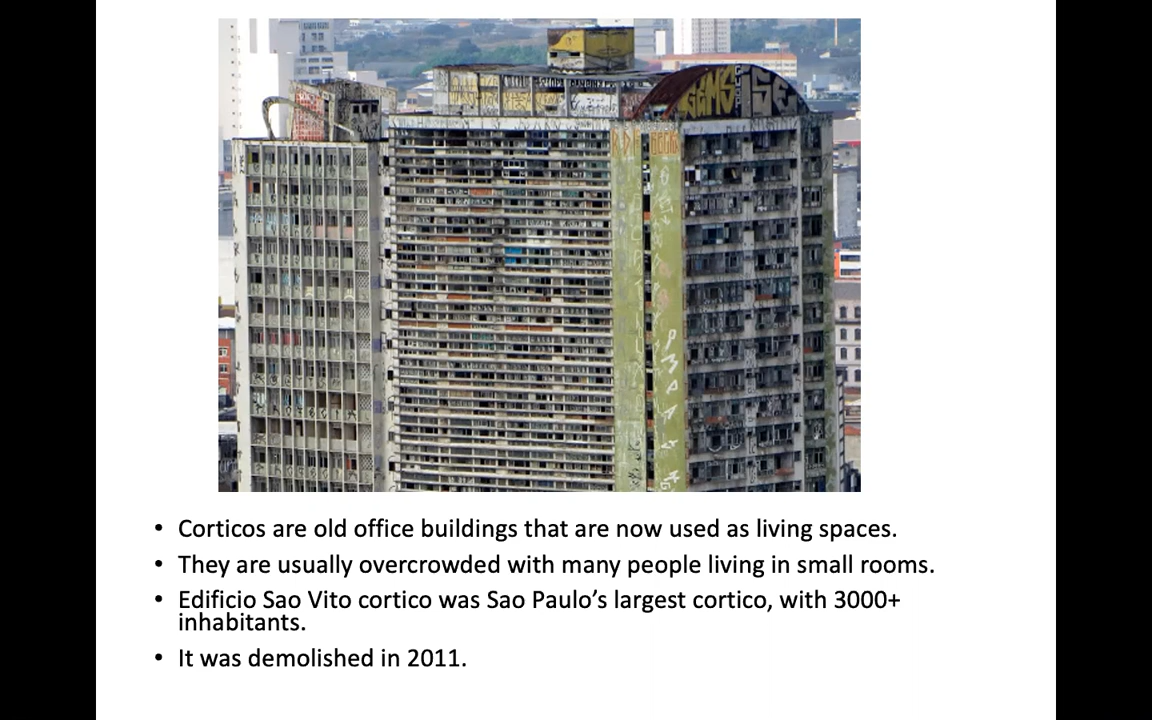 GEMS
ISE
• Corticos are old office buildings that are now used as living spaces.
• They are usually overcrowded with many people living in small rooms.
• Edificio Sao Vito cortico was Sao Paulo’s largest cortico, with 3000+
inhabitants.
• It was demolished in 2011.